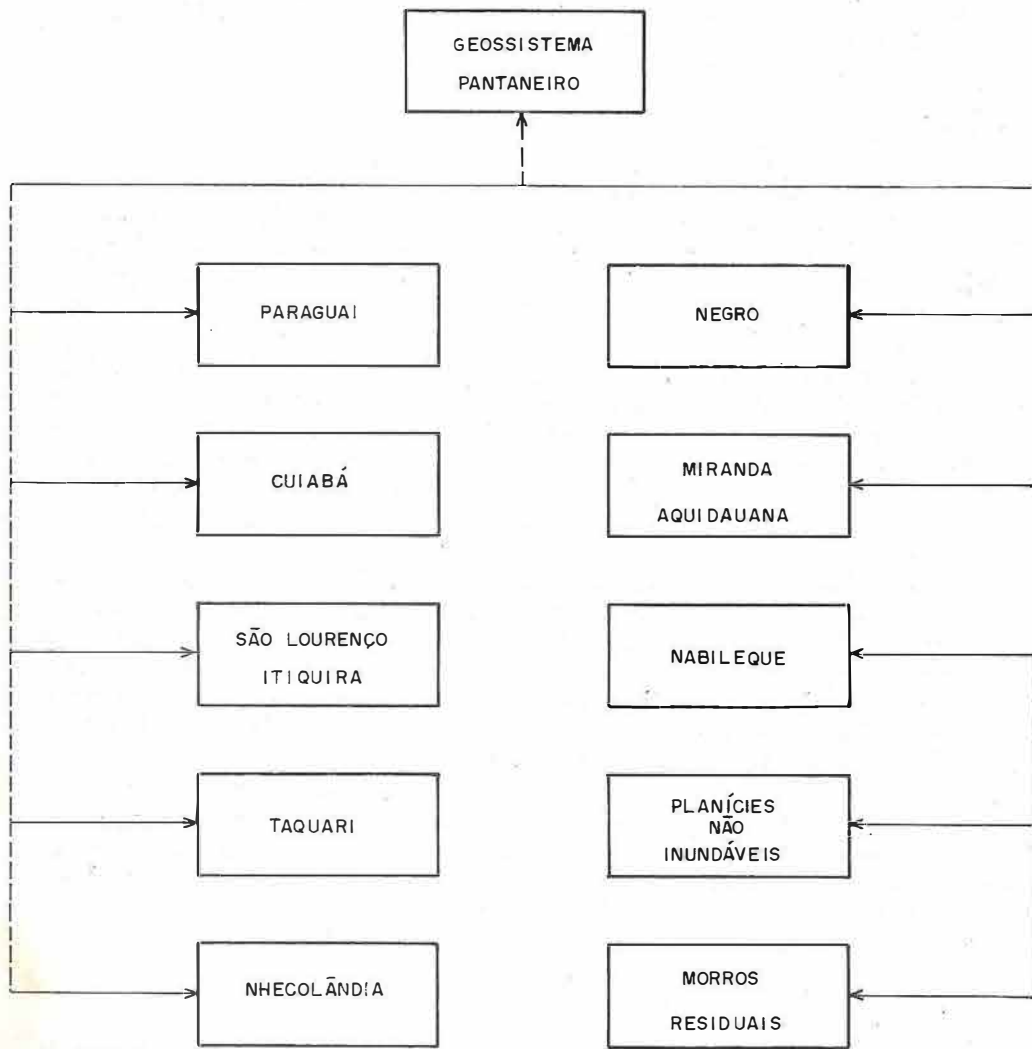 GEOSSISTEMA
PANTANEIRO
PARAGUAI
NEGRO
CUIABÁ
MIRANDA
AQUIDAUANA
SÃO LOURENÇO
ITIQUIRA
NABILEQUE
TAQUARI
PLANÍCIES
NÃO
INUNDÁVEIS
NHECOLÂNDIA
MORROS
RESIDUAIS